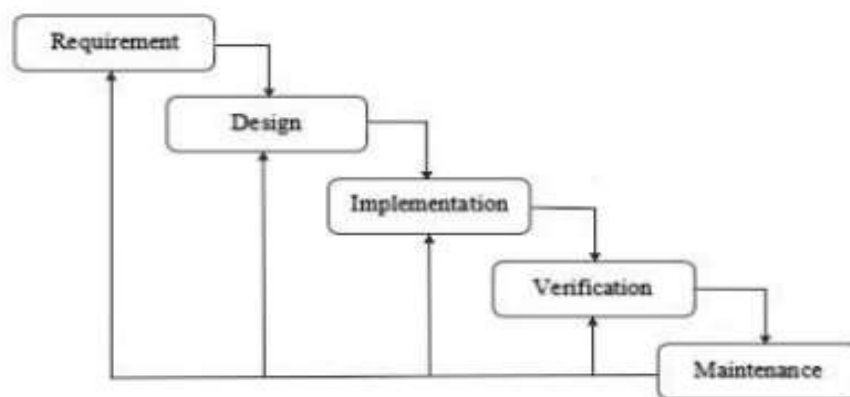 Requirement
Design
Implementation
Verification
Maintenance